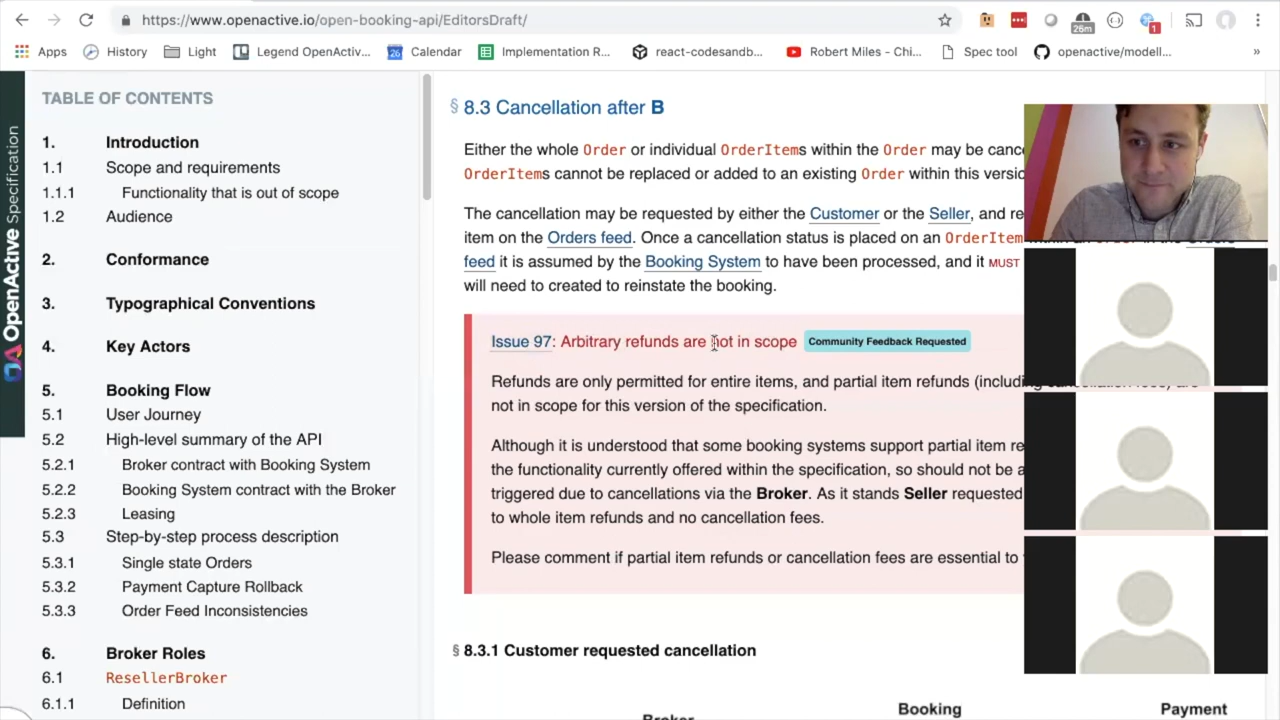 https://www.openactive.org/open-booking-api/EditorsDraft/
26m
1
Apps
History
Light
Legend OpenActiv...
26
Calendar
Implementation R...
react-codesandb...
Robert Miles - Chi...
Spec tool
openactive/modell...
»
OpenActive Specification
TABLE OF CONTENTS
1. Introduction
1.1 Scope and requirements
1.1.1 Functionality that is out of scope
1.2 Audience
2. Conformance
3. Typographical Conventions
4. Key Actors
5. Booking Flow
5.1 User Journey
5.2 High-level summary of the API
5.2.1 Broker contract with Booking System
5.2.2 Booking System contract with the Broker
5.2.3 Leasing
5.3 Step-by-step process description
5.3.1 Single state Orders
5.3.2 Payment Capture Rollback
5.3.3 Order Feed Inconsistencies
6. Broker Roles
6.1 ResellerBroker
6.1.1 Definition
§ 8.3 Cancellation after B
Either the whole Order or individual OrderItems within the Order may be canc
OrderItems cannot be replaced or added to an existing Order within this versio
The cancellation may be requested by either the Customer or the Seller, and re
item on the Orders feed. Once a cancellation status is placed on an OrderItem
feed it is assumed by the Booking System to have been processed, and it MUST
will need to created to reinstate the booking.
Issue 97: Arbitrary refunds are not in scope Community Feedback Requested
Refunds are only permitted for entire items, and partial item refunds (including cancellation fees) are
not in scope for this version of the specification.
Although it is understood that some booking systems support partial item re
the functionality currently offered within the specification, so should not be a
triggered due to cancellations via the Broker. As it stands Seller requested
to whole item refunds and no cancellation fees.
Please comment if partial item refunds or cancellation fees are essential to
§ 8.3.1 Customer requested cancellation
Broker
Booking
Payment